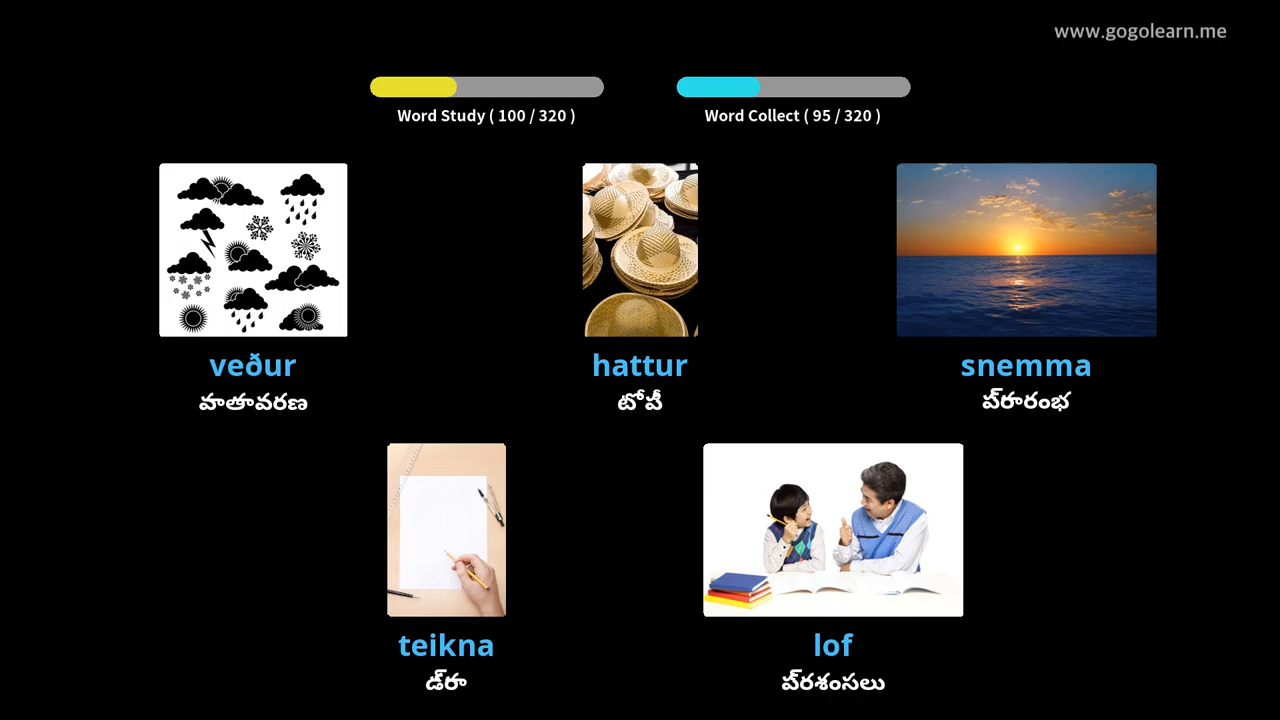 www.gogolearn.me
Word Study ( 100 / 320 )
Word Collect ( 95 / 320 )
veður
hattur
snemma
వాతావరణ
టోపీ
ప్రారంభ
teikna
lof
డ్రా
ప్రశంసలు